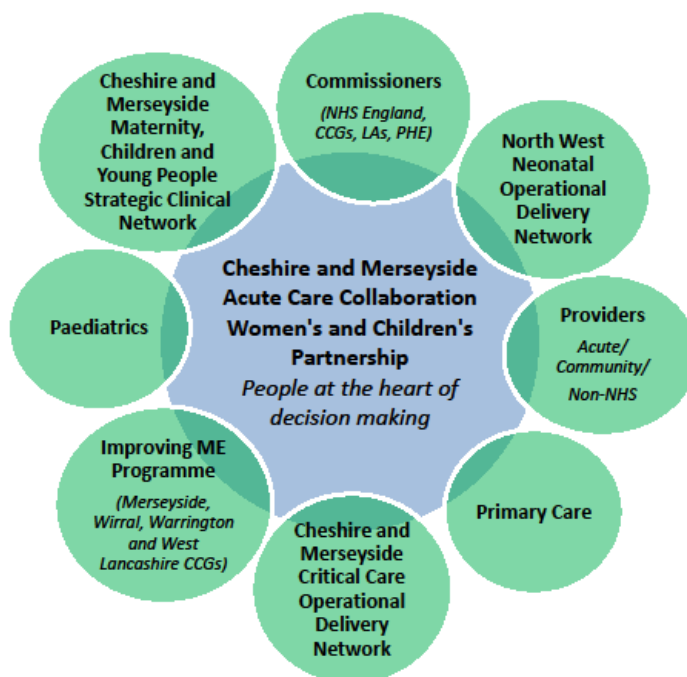 Cheshire and
Merseyside
Maternity,
Children and
Young People
Strategic Clinical
Network
Commissioners
(NHS England,
CCGs, LAs, PHE)
North West
Neonatal
Operational
Delivery
Network
Cheshire and Merseyside
Acute Care Collaboration
Women's and Children's
Partnership
People at the heart of
decision making
Paediatrics
Providers
Acute/
Community/
Non-NHS
Improving ME
Programme
(Merseyside,
Wirral, Warrington
and West
Lancashire CCGs)
Primary Care
Cheshire and
Merseyside
Critical Care
Operational
Delivery
Network